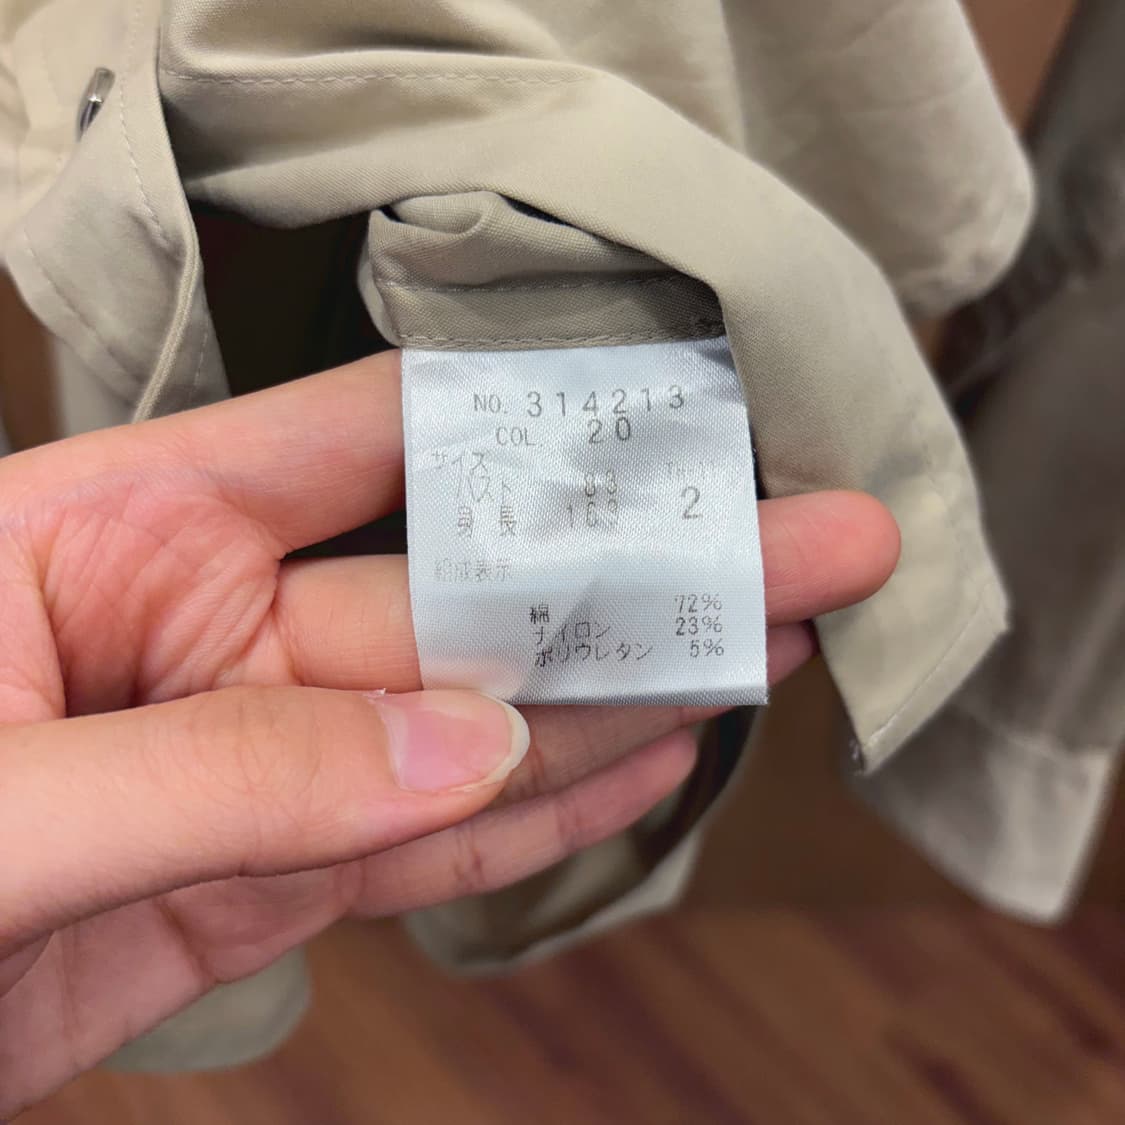 NO. 314213
COL 20
サイズ
バスト 83
身長
2
組成表示
綿 72%
ナイロン 23%
ポリウレタン 5%